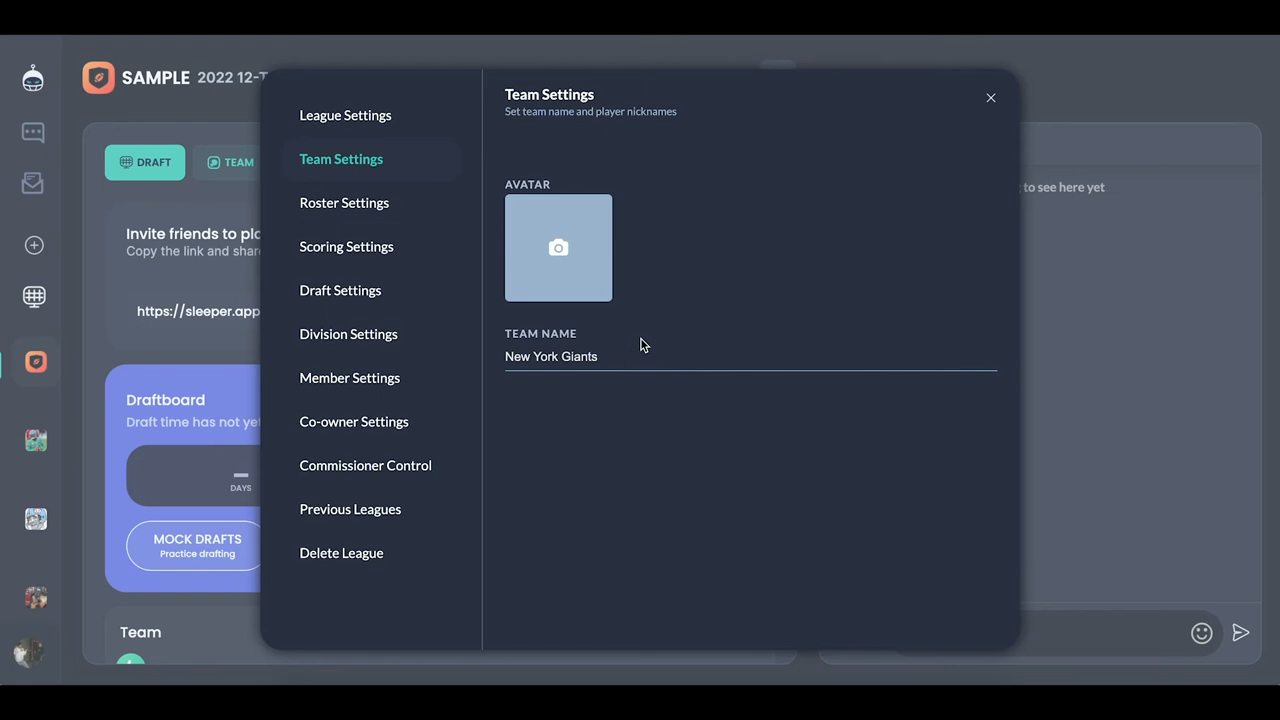 SAMPLE 2022 12-T
DRAFT
TEAM
Invite friends to pl
Copy the link and share
https://sleeper.app
Draftboard
Draft time has not yet
DAYS
MOCK DRAFTS
Practice drafting
Team
League Settings
Team Settings
Roster Settings
Scoring Settings
Draft Settings
Division Settings
Member Settings
Co-owner Settings
Commissioner Control
Previous Leagues
Delete League
Team Settings
Set team name and player nicknames
AVATAR
TEAM NAME
New York Giants
to see here yet